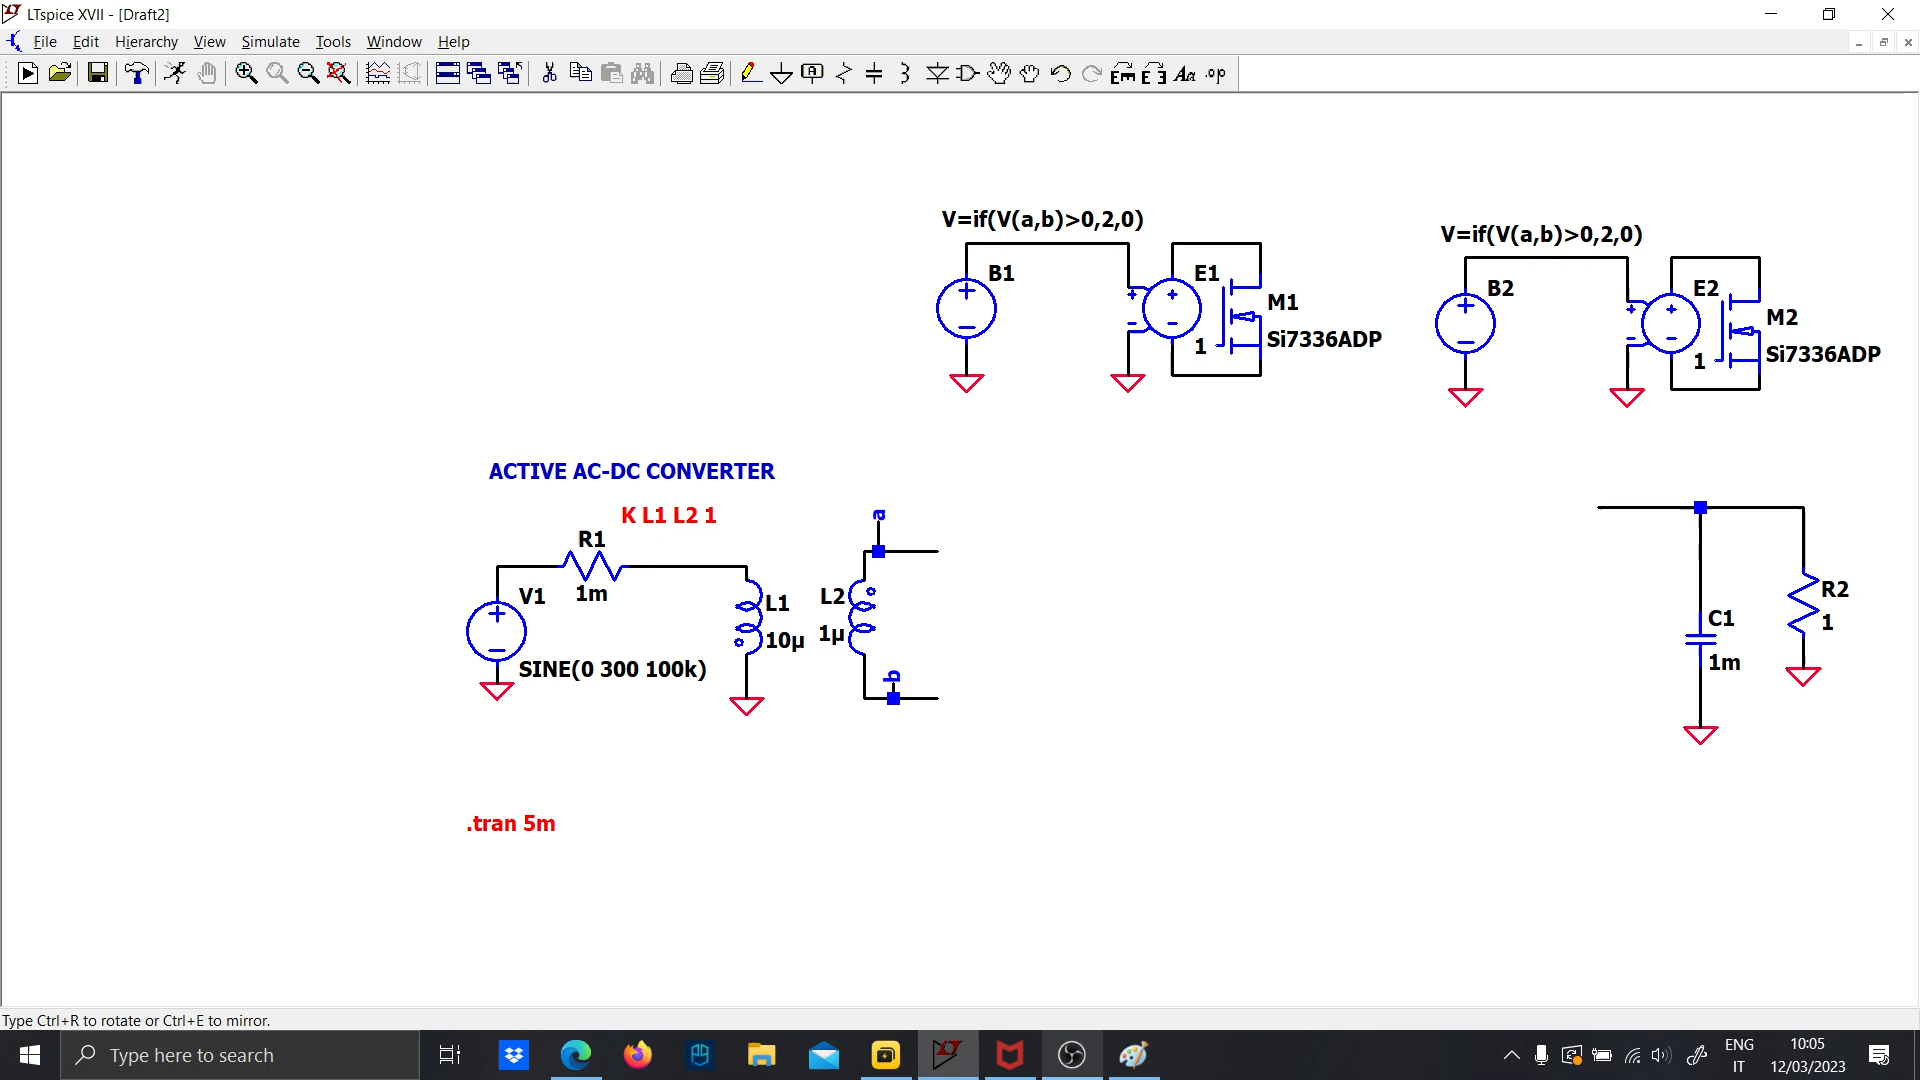 LTspice XVII - [Draft2]
File Edit Hierarchy View Simulate Tools Window Help
V=if(V(a,b)>0,2,0)
B1
E1
1
M1
Si7336ADP
V=if(V(a,b)>0,2,0)
B2
E2
1
M2
Si7336ADP
ACTIVE AC-DC CONVERTER
K L1 L2 1
R1
1m
V1
SINE(0 300 100k)
L1
10µ
L2
1µ
a
b
C1
1m
R2
1
.tran 5m
Type Ctrl+R to rotate or Ctrl+E to mirror.
Type here to search
ENG
IT
10:05
12/03/2023